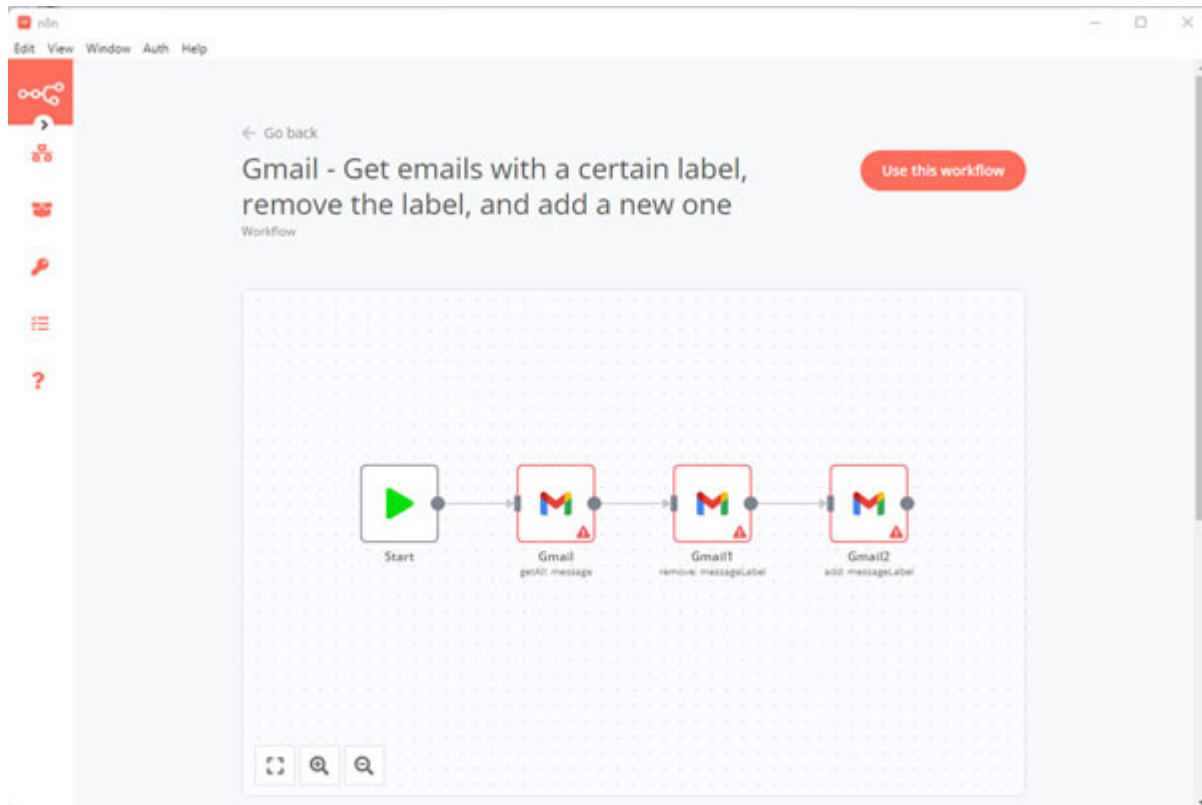 n8n
Edit View Window Auth Help
← Go back
Gmail - Get emails with a certain label,
remove the label, and add a new one
Workflow
Use this workflow
Start
Gmail
getAll: message
Gmail1
remove: messageLabel
Gmail2
add: messageLabel